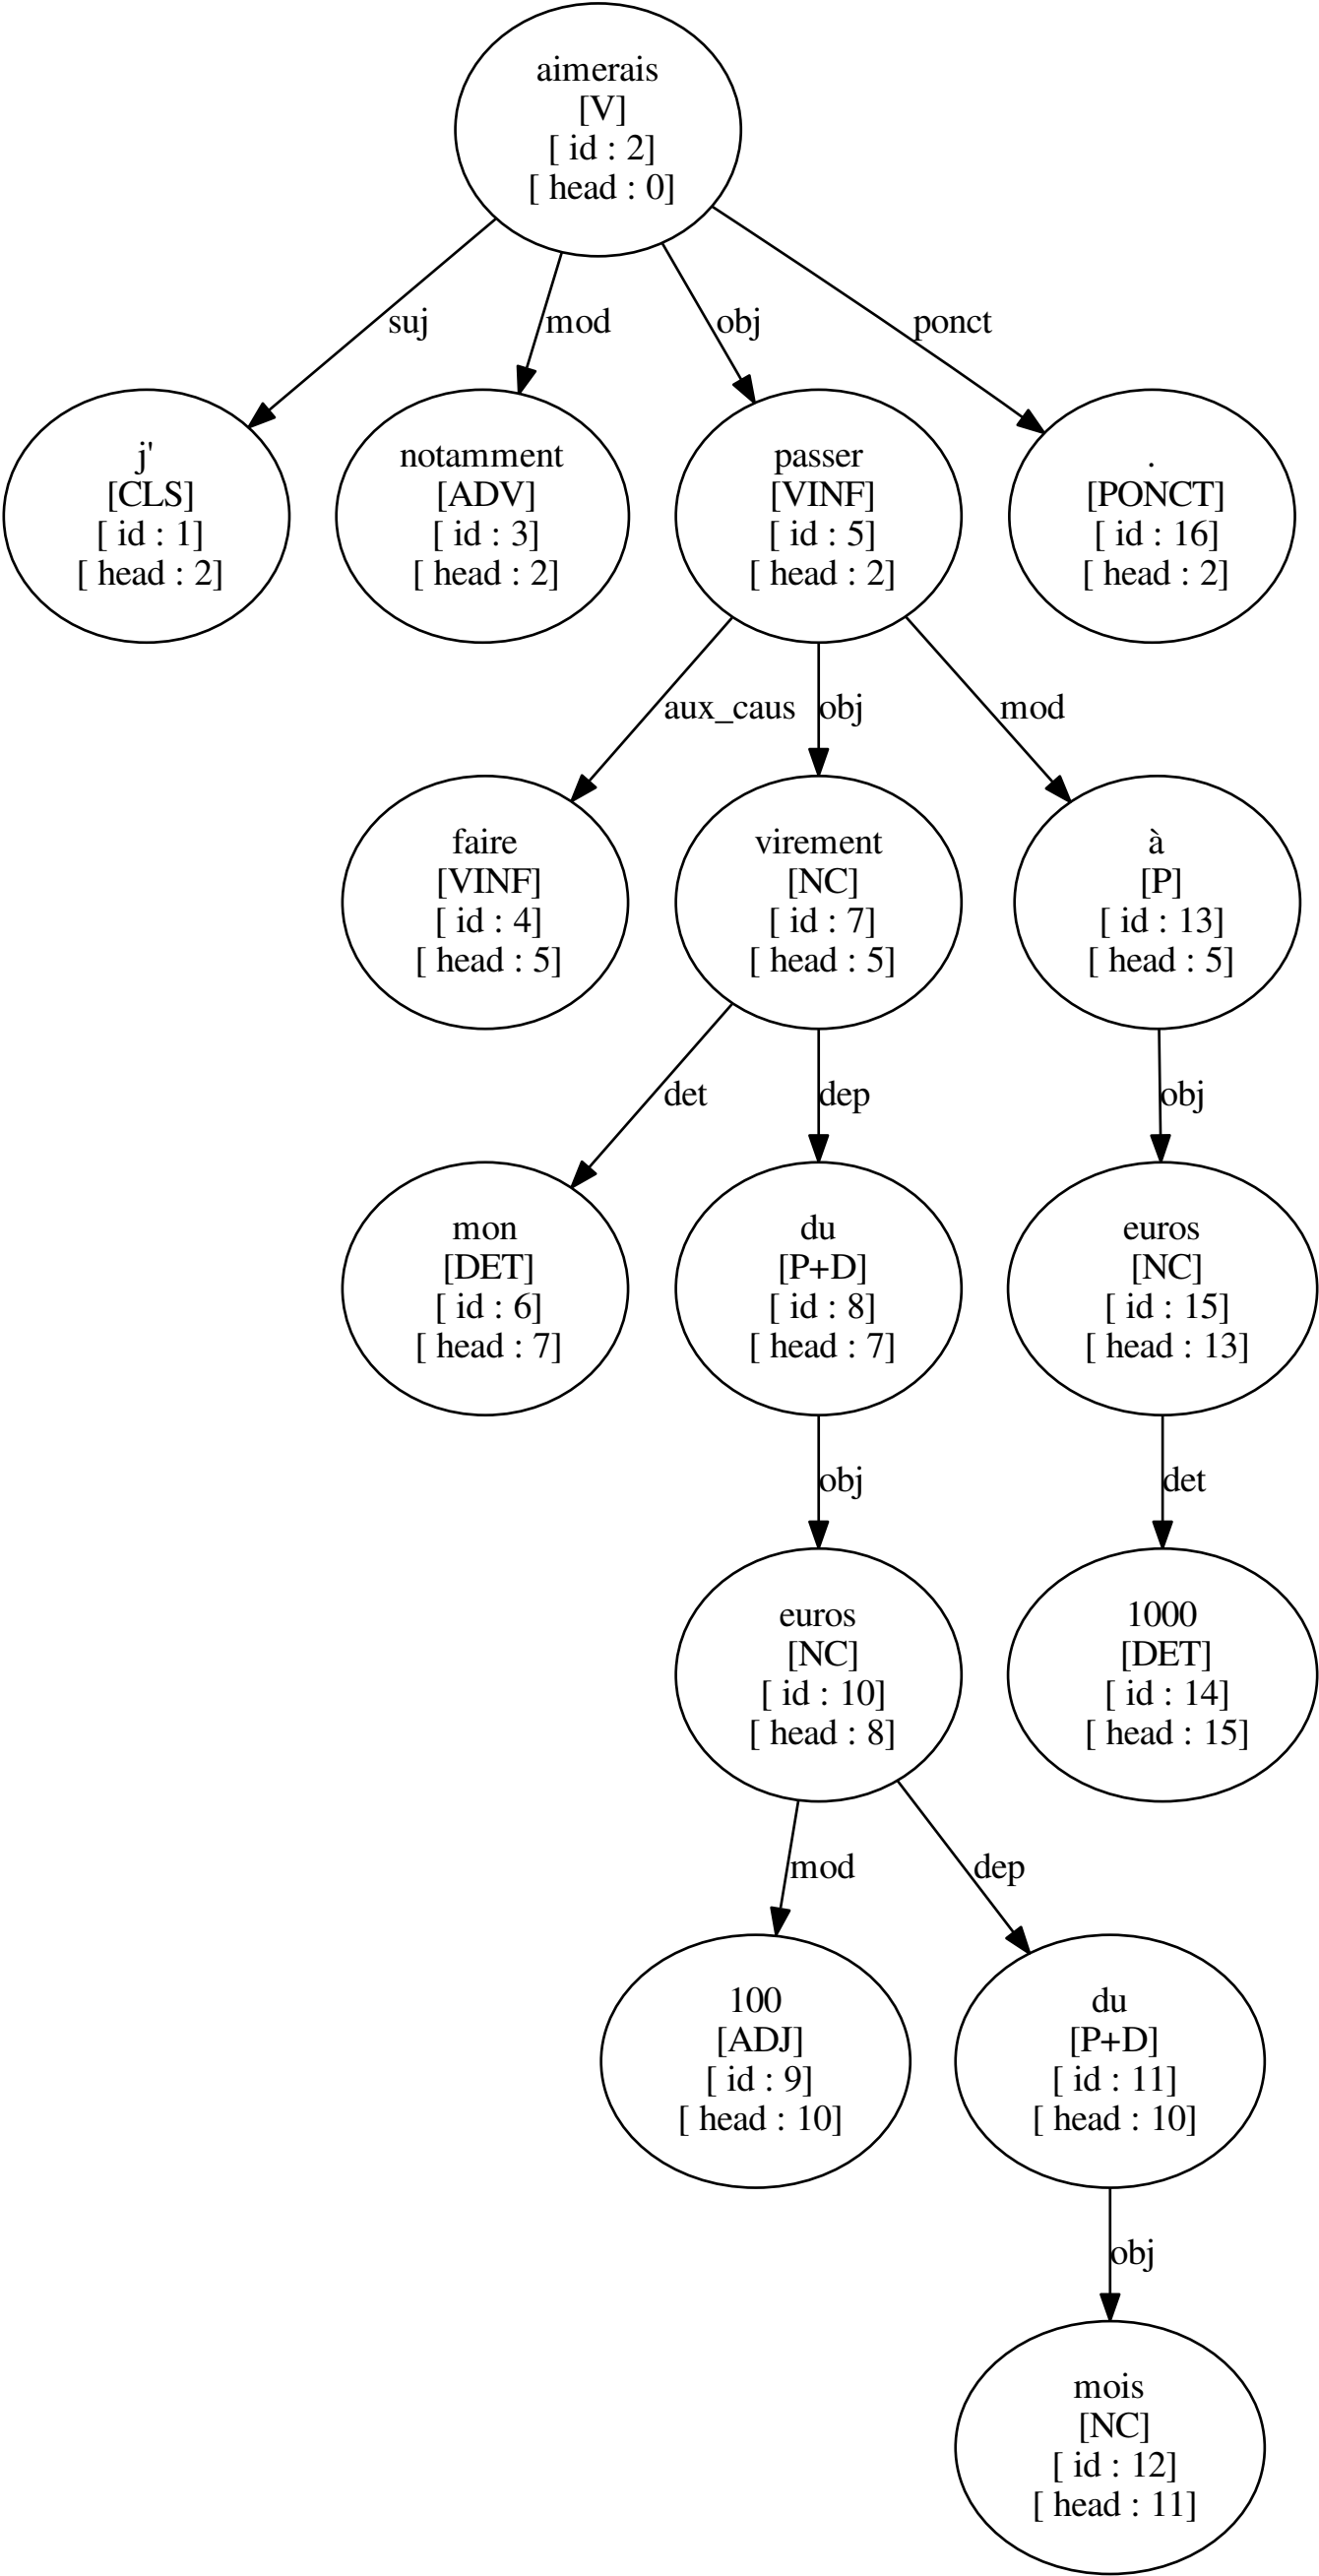 aimerais
[V]
[ id : 2]
[ head : 0]
suj
mod
obj
ponct
j'
[CLS]
[ id : 1]
[ head : 2]
notamment
[ADV]
[ id : 3]
[ head : 2]
passer
[VINF]
[ id : 5]
[ head : 2]
.
[PONCT]
[ id : 16]
[ head : 2]
aux_caus
obj
mod
faire
[VINF]
[ id : 4]
[ head : 5]
virement
[NC]
[ id : 7]
[ head : 5]
à
[P]
[ id : 13]
[ head : 5]
det
dep
obj
mon
[DET]
[ id : 6]
[ head : 7]
du
[P+D]
[ id : 8]
[ head : 7]
euros
[NC]
[ id : 15]
[ head : 13]
obj
det
euros
[NC]
[ id : 10]
[ head : 8]
1000
[DET]
[ id : 14]
[ head : 15]
mod
dep
100
[ADJ]
[ id : 9]
[ head : 10]
du
[P+D]
[ id : 11]
[ head : 10]
obj
mois
[NC]
[ id : 12]
[ head : 11]